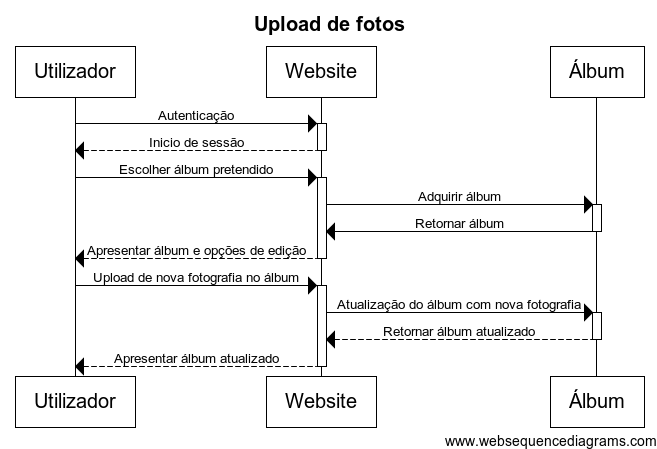 Upload de fotos
Utilizador
Website
Álbum
Autenticação
Inicio de sessão
Escolher álbum pretendido
Adquirir álbum
Retornar álbum
Apresentar álbum e opções de edição
Upload de nova fotografia no álbum
Atualização do álbum com nova fotografia
Retornar álbum atualizado
Apresentar álbum atualizado
Utilizador
Website
Álbum
www.websequencediagrams.com